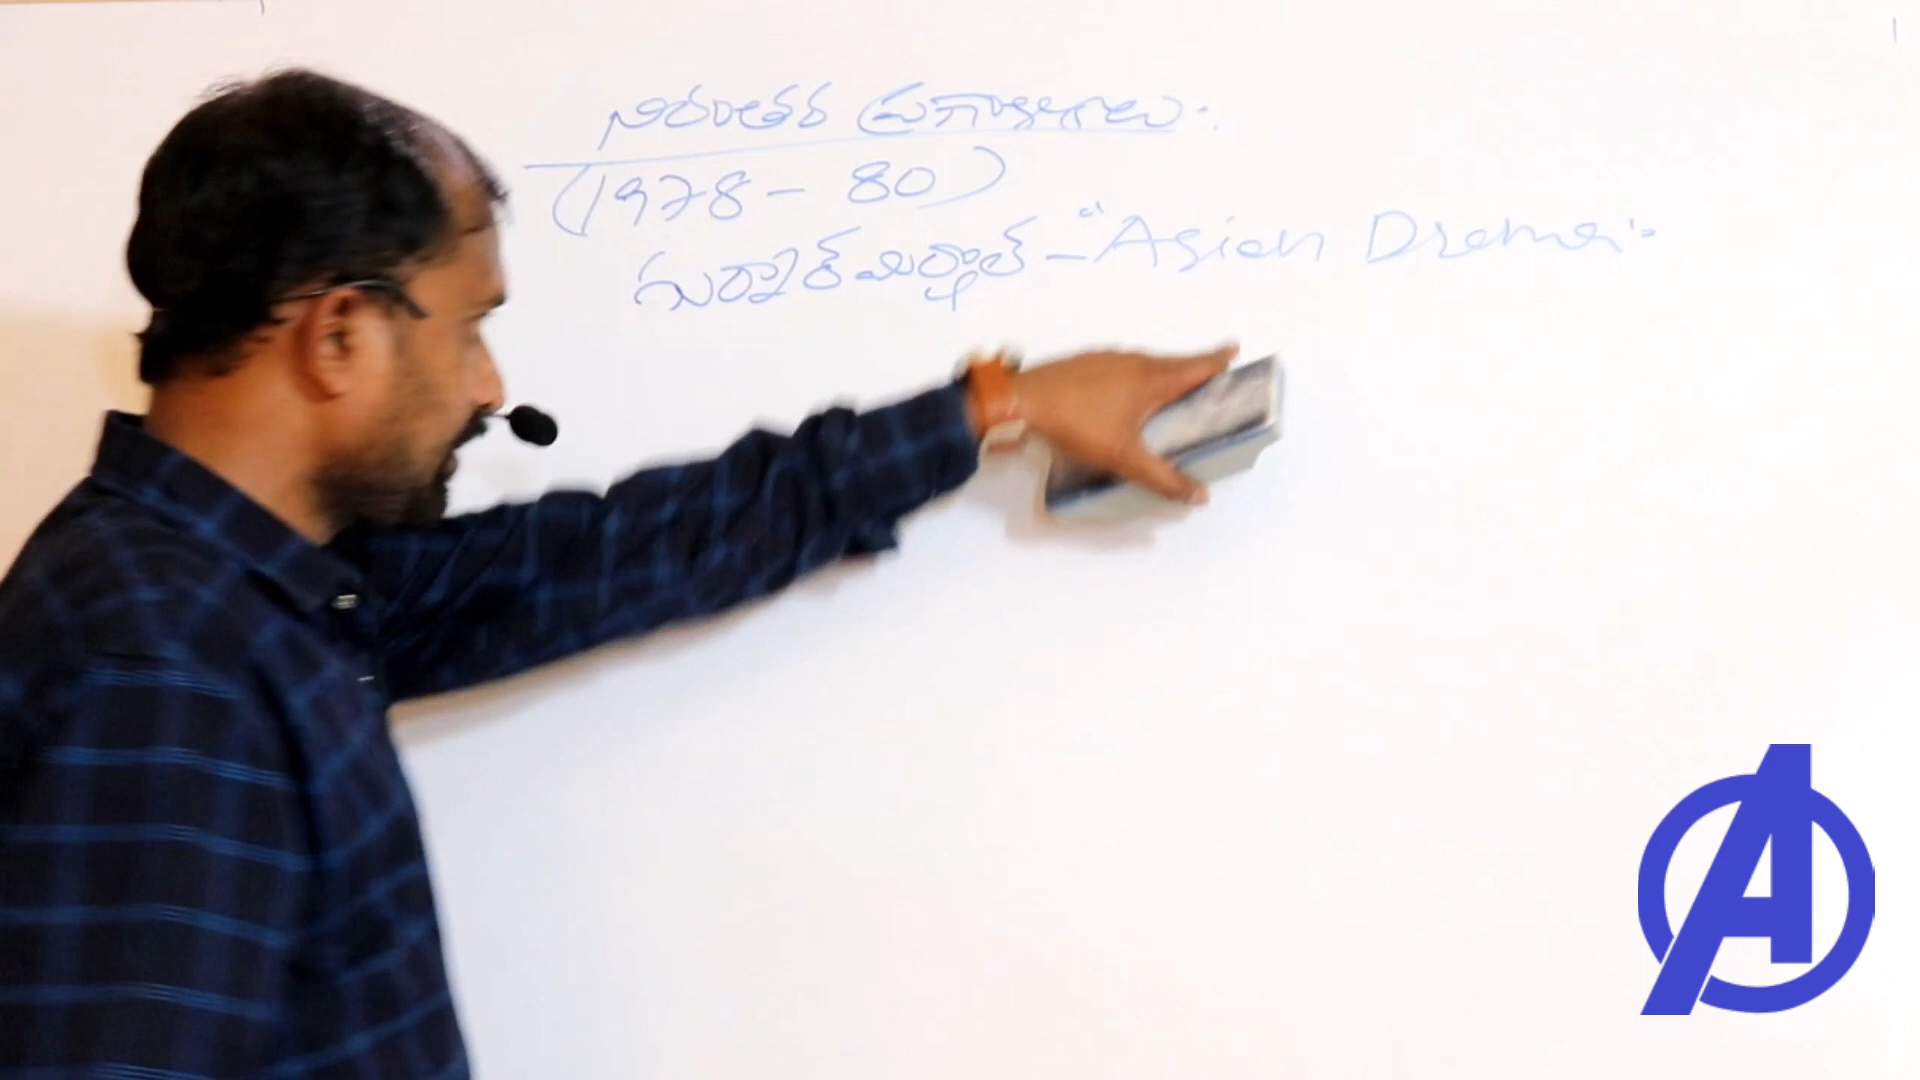 నిరంతర ప్రణాళికలు :
(1978 - 80)
గున్నార్ మిర్డాల్ - "Asian Drama"